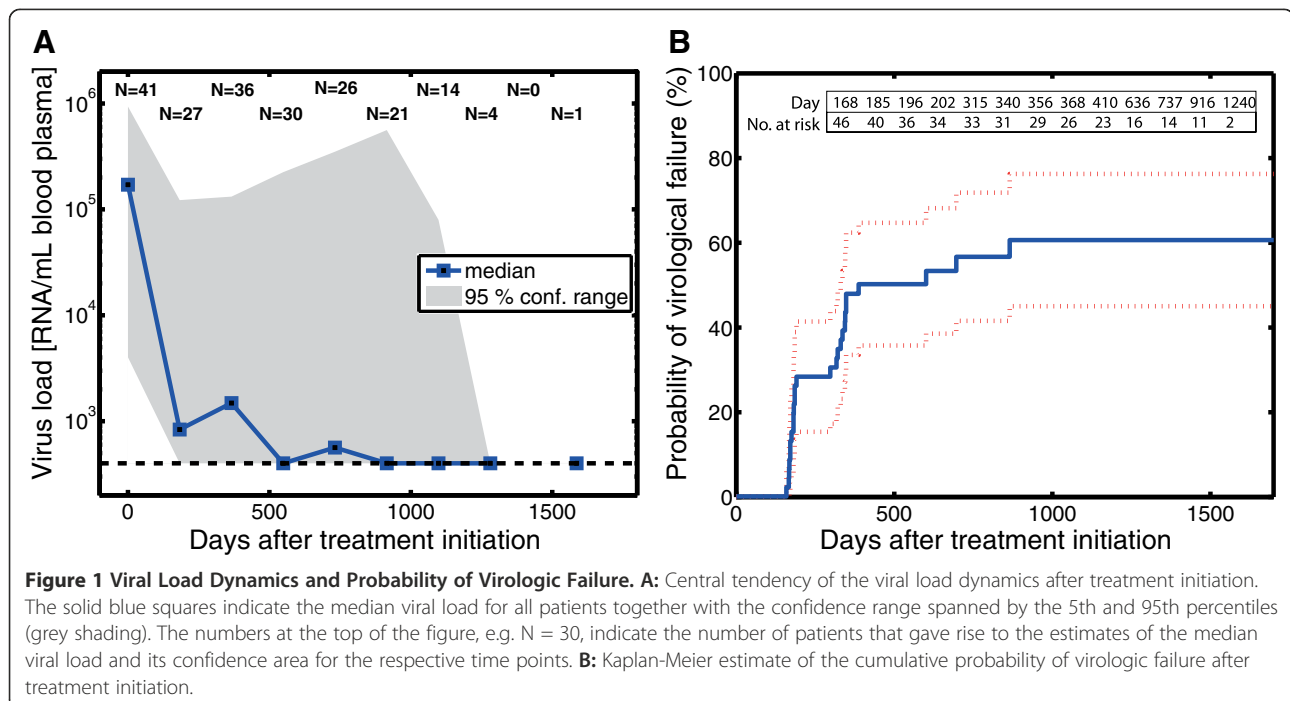 A
Virus load [RNA/mL blood plasma]
10^6
10^5
10^4
10^3
N=41 N=36 N=26 N=14 N=0
N=27 N=30 N=21 N=4 N=1
median
95 % conf. range
0 500 1000 1500
Days after treatment initiation
B
Probability of virological failure (%)
100
80
60
40
20
0
Day 168 185 196 202 315 340 356 368 410 636 737 916 1240
No. at risk 46 40 36 34 33 31 29 26 23 16 14 11 2
0 500 1000 1500
Days after treatment initiation
Figure 1 Viral Load Dynamics and Probability of Virologic Failure. A: Central tendency of the viral load dynamics after treatment initiation.
The solid blue squares indicate the median viral load for all patients together with the confidence range spanned by the 5th and 95th percentiles
(grey shading). The numbers at the top of the figure, e.g. N = 30, indicate the number of patients that gave rise to the estimates of the median
viral load and its confidence area for the respective time points. B: Kaplan-Meier estimate of the cumulative probability of virologic failure after
treatment initiation.